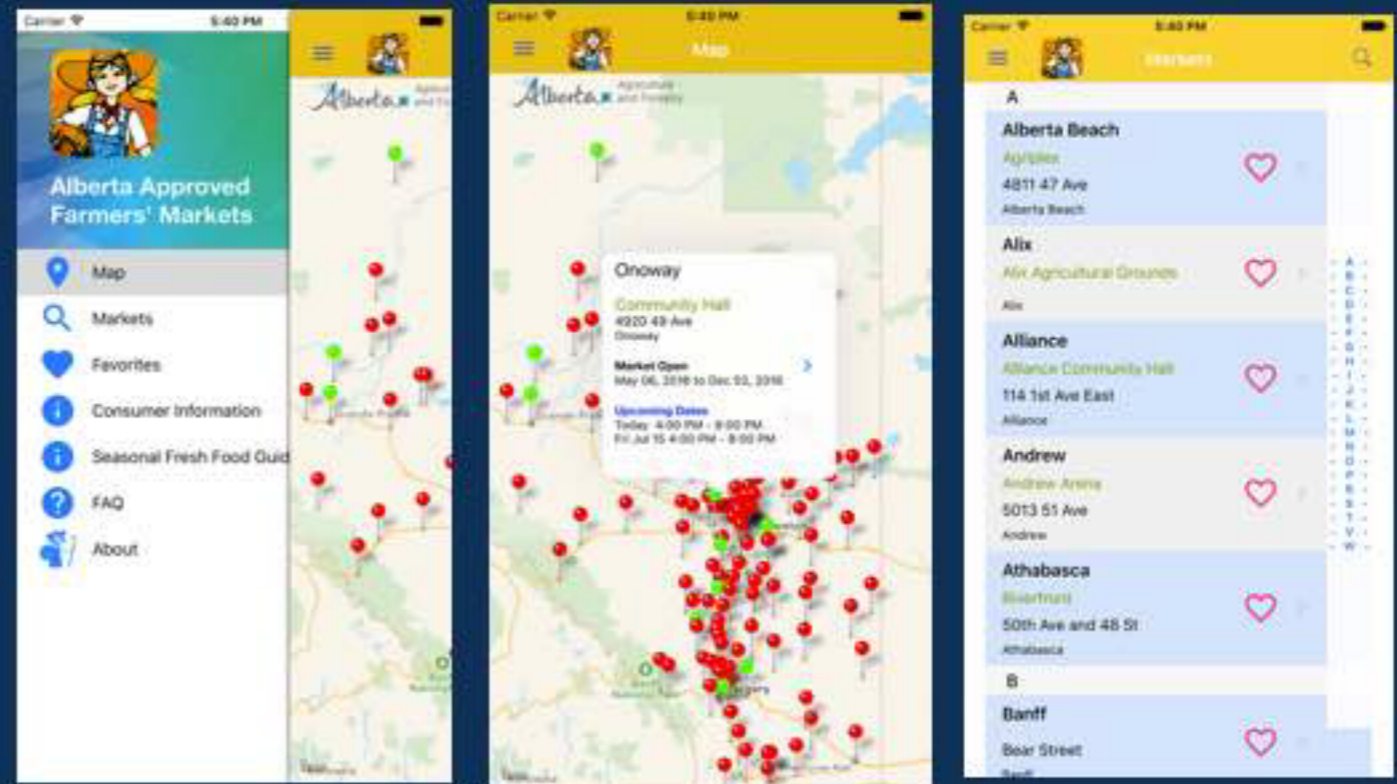 Carrier 5:40 PM
Alberta Approved
Farmers' Markets
Map
Markets
Favorites
Consumer Information
Seasonal Fresh Food Guid
FAQ
About
Alberta
Carrier 5:40 PM
Map
Alberta Agriculture
and Forestry
Onoway
Community Hall
4920 49 Ave
Onoway
Market Open
May 06, 2016 to Dec 03, 2016
Upcoming Dates
Today 4:00 PM - 8:00 PM
Fri Jul 15 4:00 PM - 8:00 PM
Carrier 5:40 PM
Markets
A
Alberta Beach
Agriplex
4811 47 Ave
Alberta Beach
Alix
Alix Agricultural Grounds
Alix
Alliance
Alliance Community Hall
114 1st Ave East
Alliance
Andrew
Andrew Arena
5013 51 Ave
Andrew
Athabasca
Riverfront
50th Ave and 48 St
Athabasca
B
Banff
Bear Street
Banff